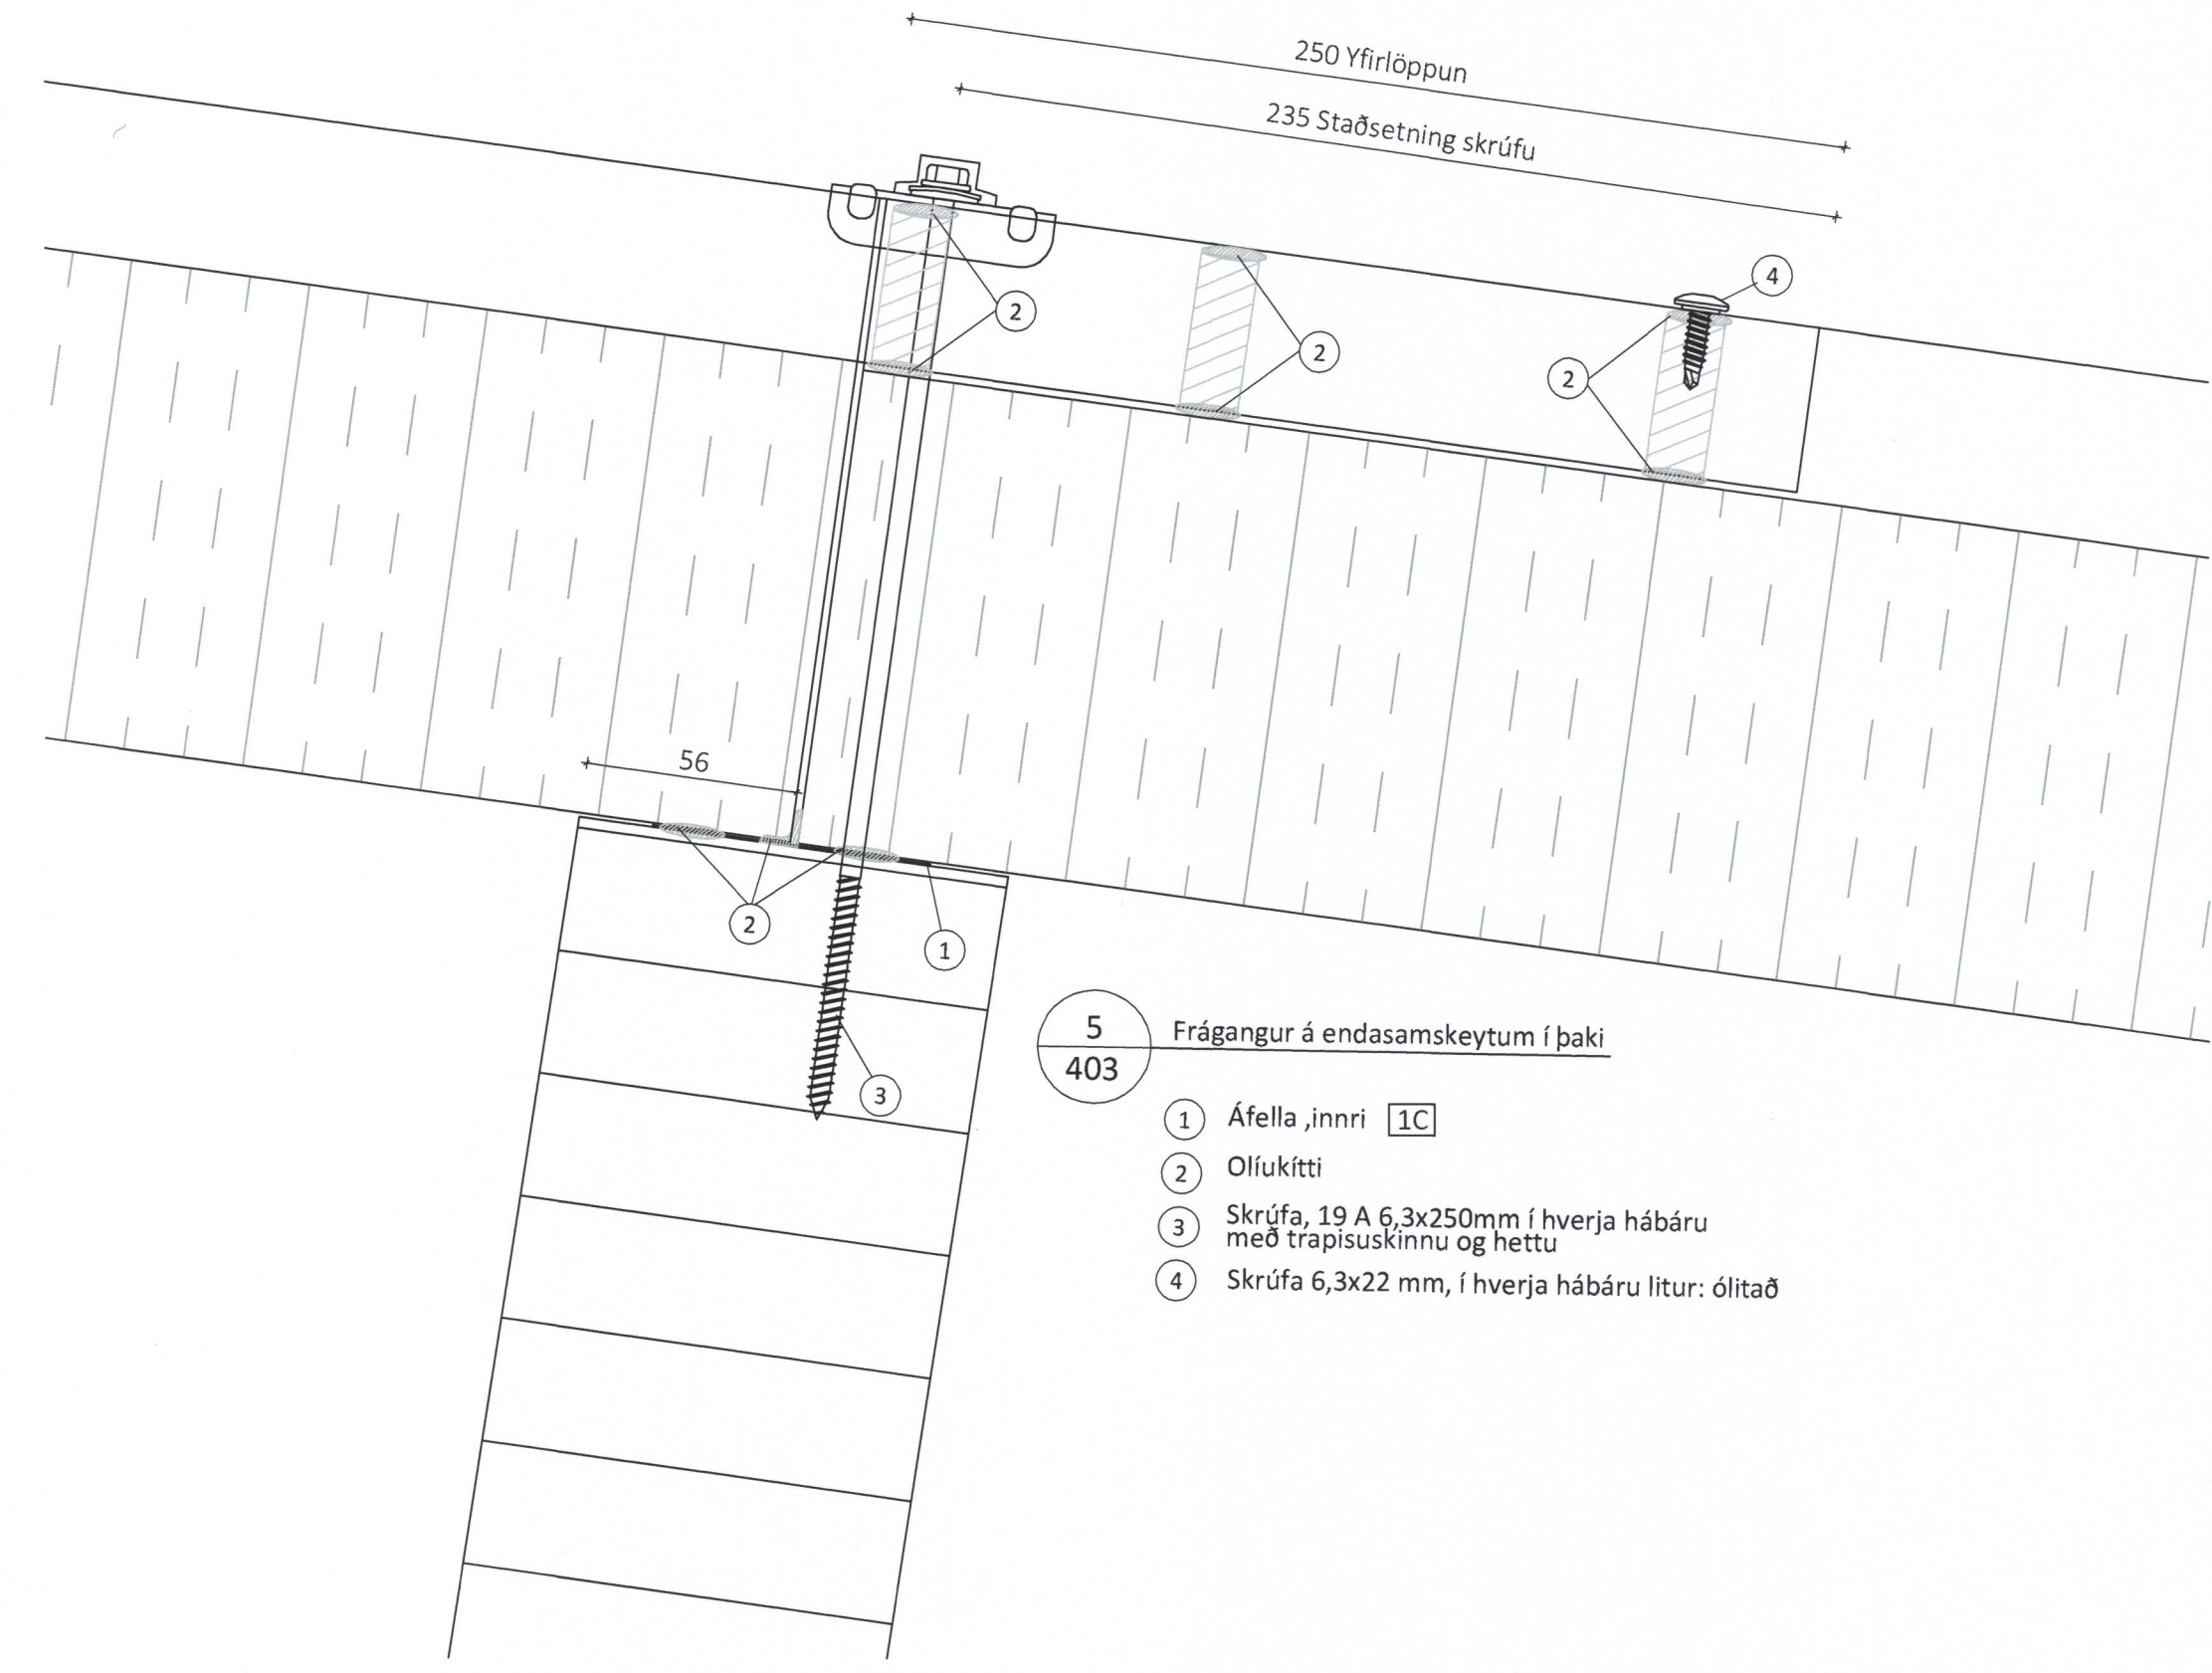 250 Yfirlöppun
235 Staðsetning skrúfu
4
2
2
2
56
2
1
3
5
403
Frágangur á endasamskeytum í þaki
1 Áfella ,innri 1C
2 Olíukítti
3 Skrúfa, 19 A 6,3x250mm í hverja hábáru
með trapisuskinnu og hettu
4 Skrúfa 6,3x22 mm, í hverja hábáru litur: ólitað